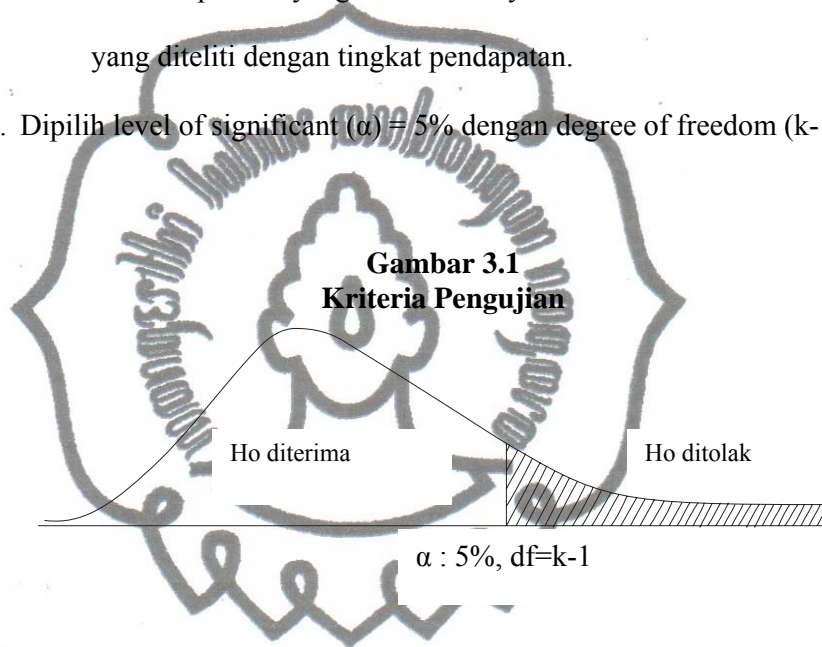 yang diteliti dengan tingkat pendapatan.
. Dipilih level of significant (α) = 5% dengan degree of freedom (k-
Gambar 3.1
Kriteria Pengujian
Ho diterima
Ho ditolak
α : 5%, df=k-1